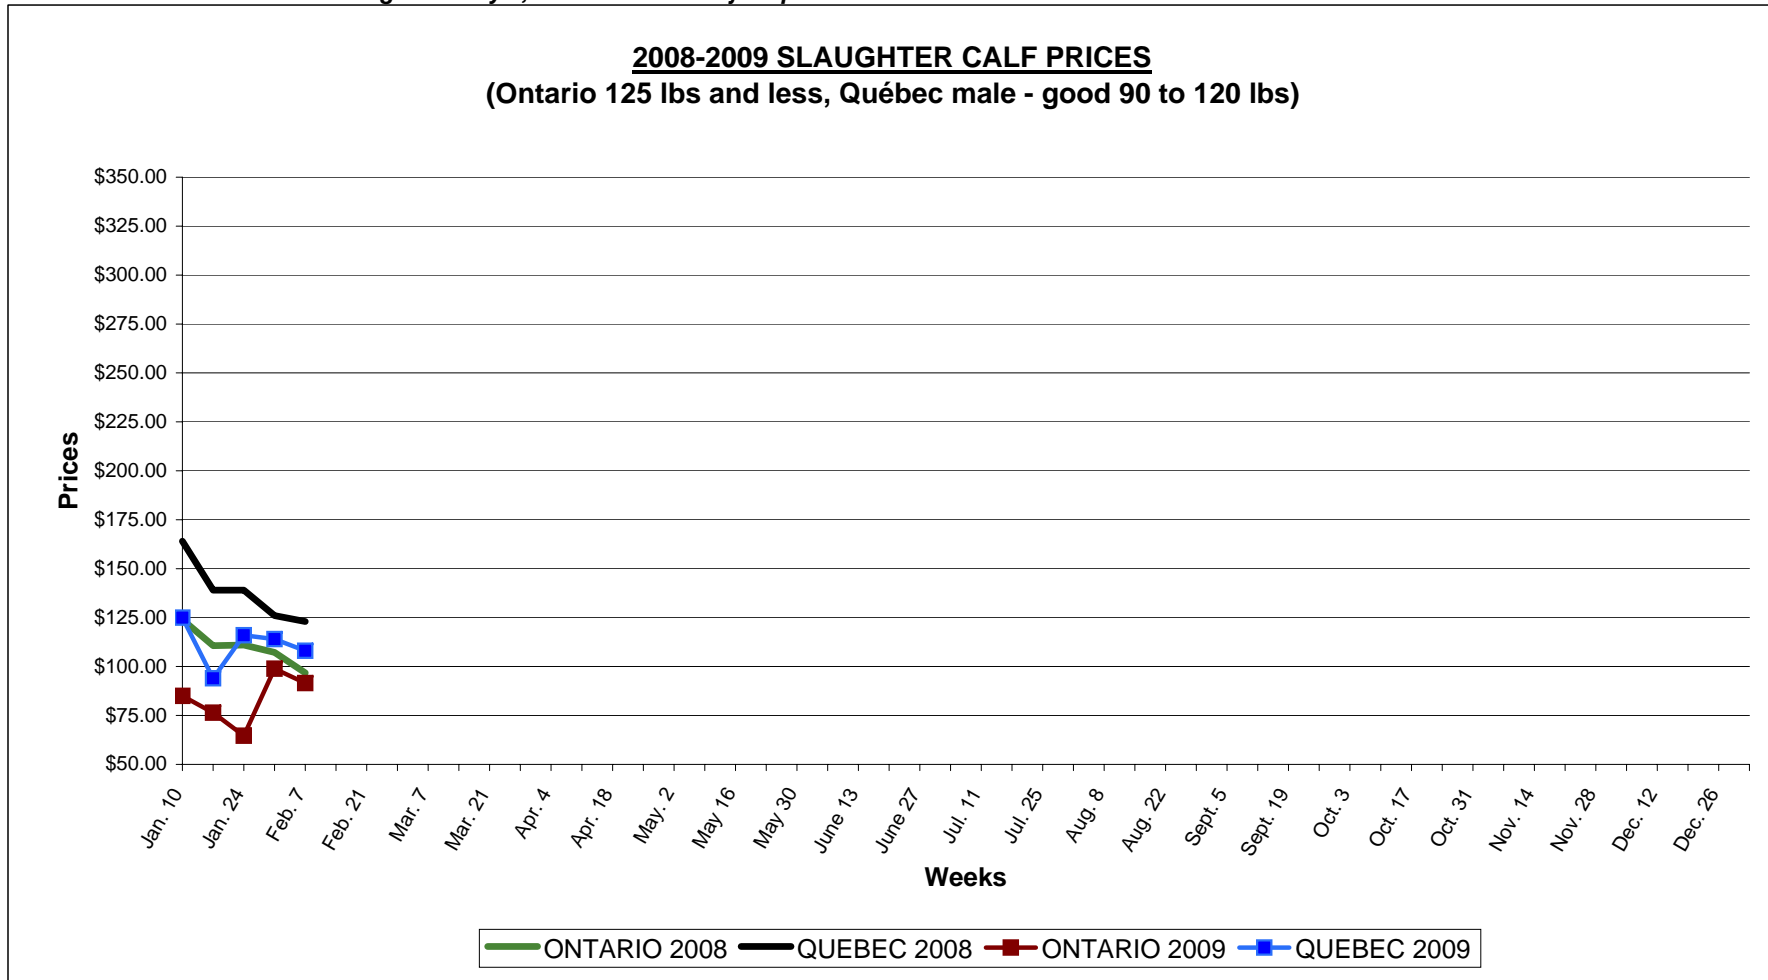 2008-2009 SLAUGHTER CALF PRICES
(Ontario 125 lbs and less, Québec male - good 90 to 120 lbs)
$350.00
$325.00
$300.00
$275.00
$250.00
$225.00
$200.00
$175.00
$150.00
$125.00
$100.00
$75.00
$50.00
Prices
Jan. 10
Jan. 24
Feb. 7
Feb. 21
Mar. 7
Mar. 21
Apr. 4
Apr. 18
May. 2
May 16
May 30
June 13
June 27
Jul. 11
Jul. 25
Aug. 8
Aug. 22
Sept. 5
Sept. 19
Oct. 3
Oct. 17
Oct. 31
Nov. 14
Nov. 28
Dec. 12
Dec. 26
Weeks
ONTARIO 2008 QUEBEC 2008 ONTARIO 2009 QUEBEC 2009